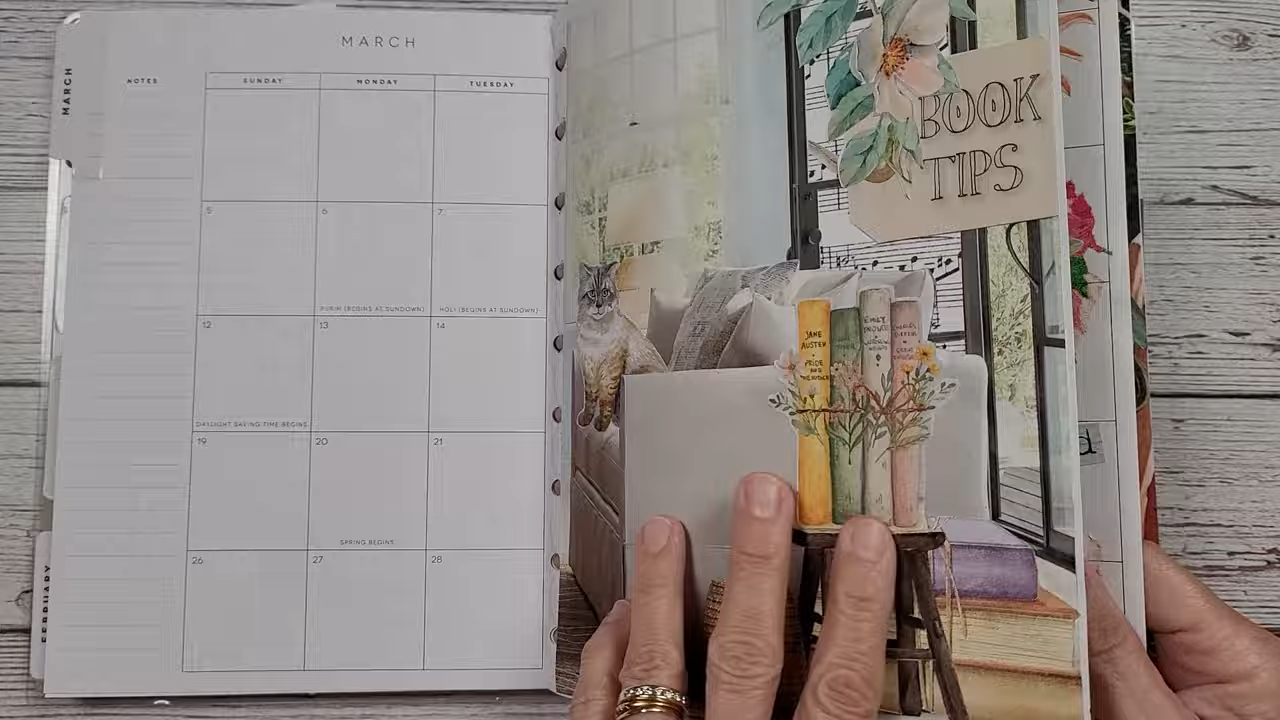 MARCH
MARCH
NOTES
SUNDAY
MONDAY
TUESDAY
5
6
7
PURIM (BEGINS AT SUNDOWN)
HOLI (BEGINS AT SUNDOWN)
12
13
14
DAYLIGHT SAVING TIME BEGINS
19
20
21
SPRING BEGINS
26
27
28
FEBRUARY
BOOK
TIPS
JANE
AUSTEN
PRIDE
AND
EMILY
d